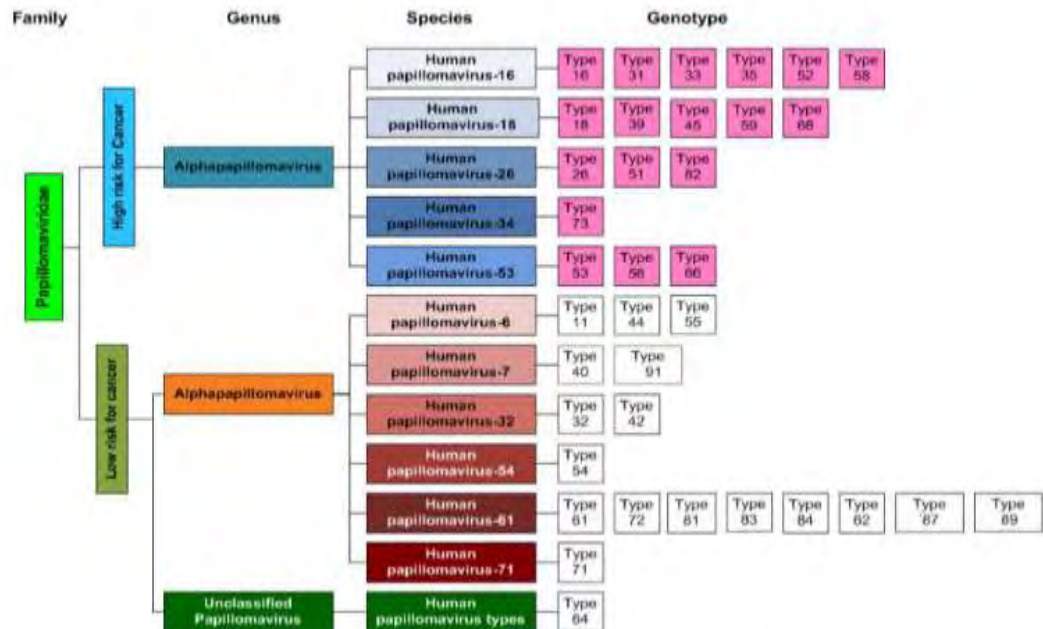 Family Genus Species Genotype
Papillomaviridae
High risk for Cancer
Low risk for cancer
Alphapapillomavirus
Alphapapillomavirus
Unclassified
Papillomavirus
Human Type Type Type Type Type Type
papillomavirus-16 16 31 33 35 52 58
Human Type Type Type Type Type
papillomavirus-18 18 39 45 59 68
Human Type Type Type
papillomavirus-26 26 51 82
Human Type
papillomavirus-34 73
Human Type Type Type
papillomavirus-53 53 56 66
Human Type Type Type
papillomavirus-6 11 44 55
Human Type Type
papillomavirus-7 40 91
Human Type Type
papillomavirus-32 32 42
Human Type
papillomavirus-54 54
Human Type Type Type Type Type Type Type Type
papillomavirus-61 61 72 81 83 84 62 87 89
Human Type
papillomavirus-71 71
Human Type
papillomavirus types 64